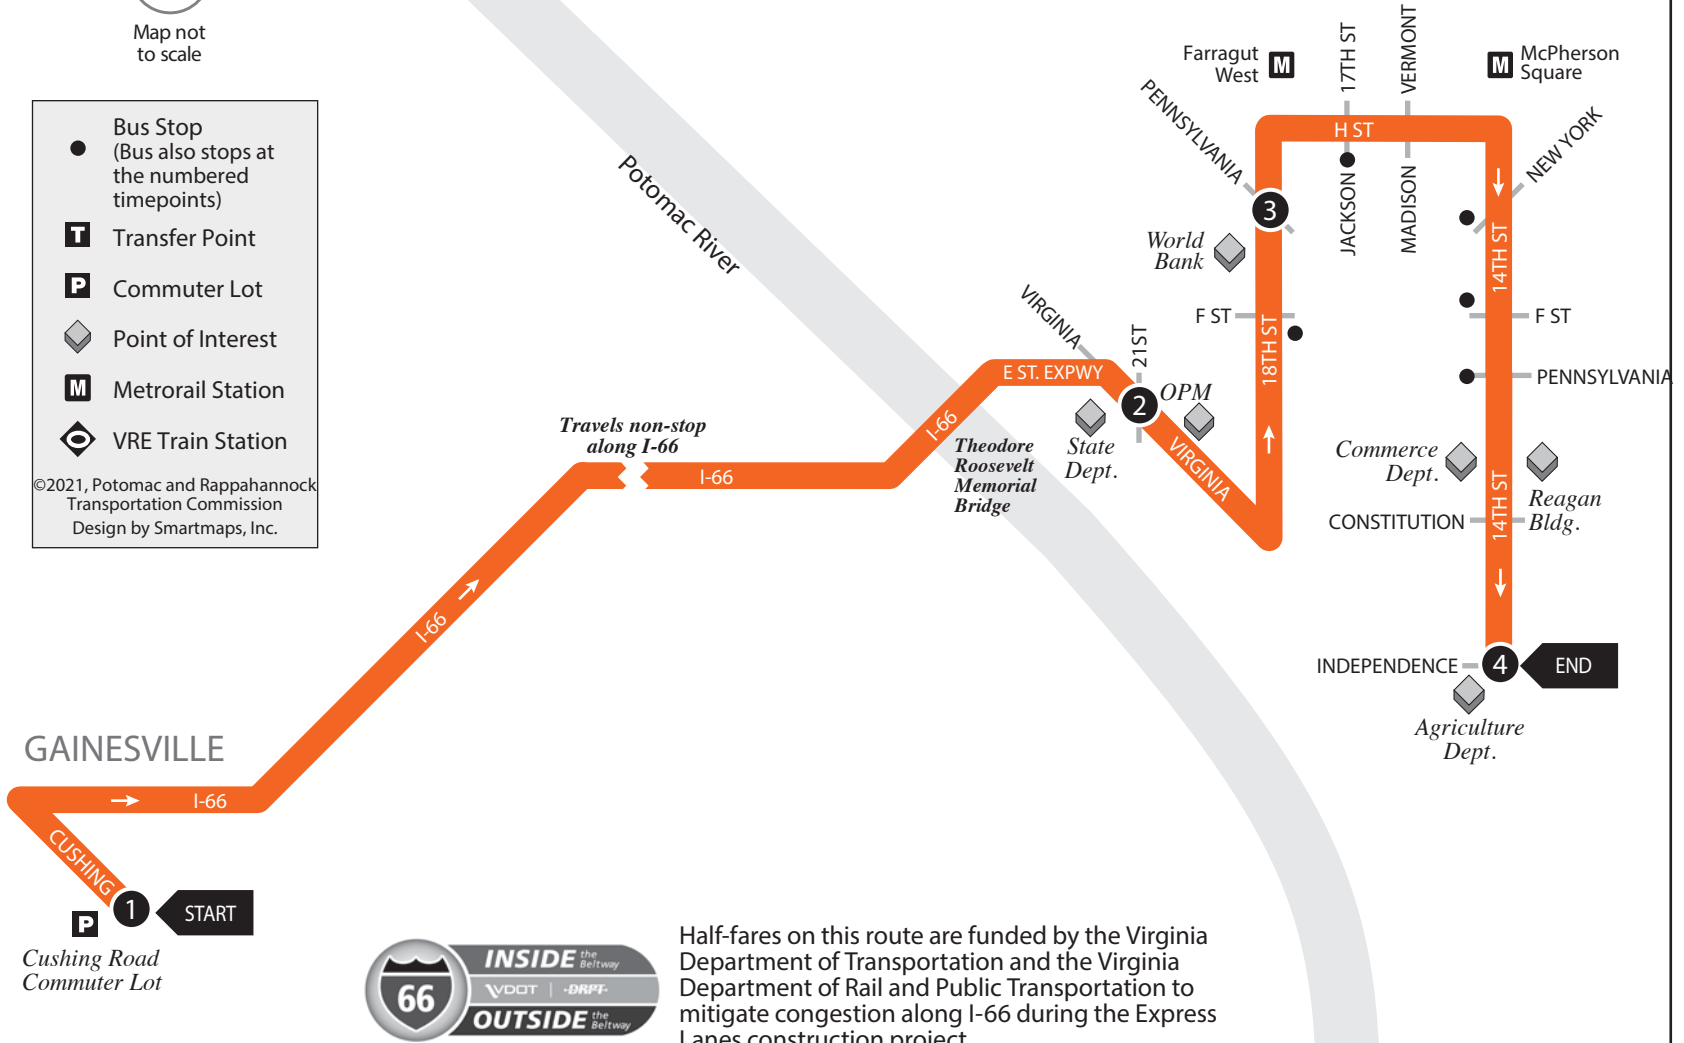 Map not
to scale
Bus Stop
(Bus also stops at
the numbered
timepoints)
T Transfer Point
P Commuter Lot
Point of Interest
M Metrorail Station
VRE Train Station
©2021, Potomac and Rappahannock
Transportation Commission
Design by Smartmaps, Inc.
Potomac River
Farragut
West
M
17TH ST
VERMONT
M
McPherson
Square
PENNSYLVANIA
H ST
NEW YORK
3
JACKSON
MADISON
World
Bank
14TH ST
F ST
18TH ST
F ST
PENNSYLVANIA
VIRGINIA
21ST
E ST. EXPWY
2
OPM
State
Dept.
VIRGINIA
Theodore
Roosevelt
Memorial
Bridge
I-66
Travels non-stop
along I-66
I-66
I-66
Commerce
Dept.
Reagan
Bldg.
14TH ST
CONSTITUTION
INDEPENDENCE
4
END
Agriculture
Dept.
GAINESVILLE
I-66
CUSHING
1
START
P
Cushing Road
Commuter Lot
66
INSIDE the Beltway
VDOT | DRPT
OUTSIDE the Beltway
Half-fares on this route are funded by the Virginia
Department of Transportation and the Virginia
Department of Rail and Public Transportation to
mitigate congestion along I-66 during the Express
Lanes construction project